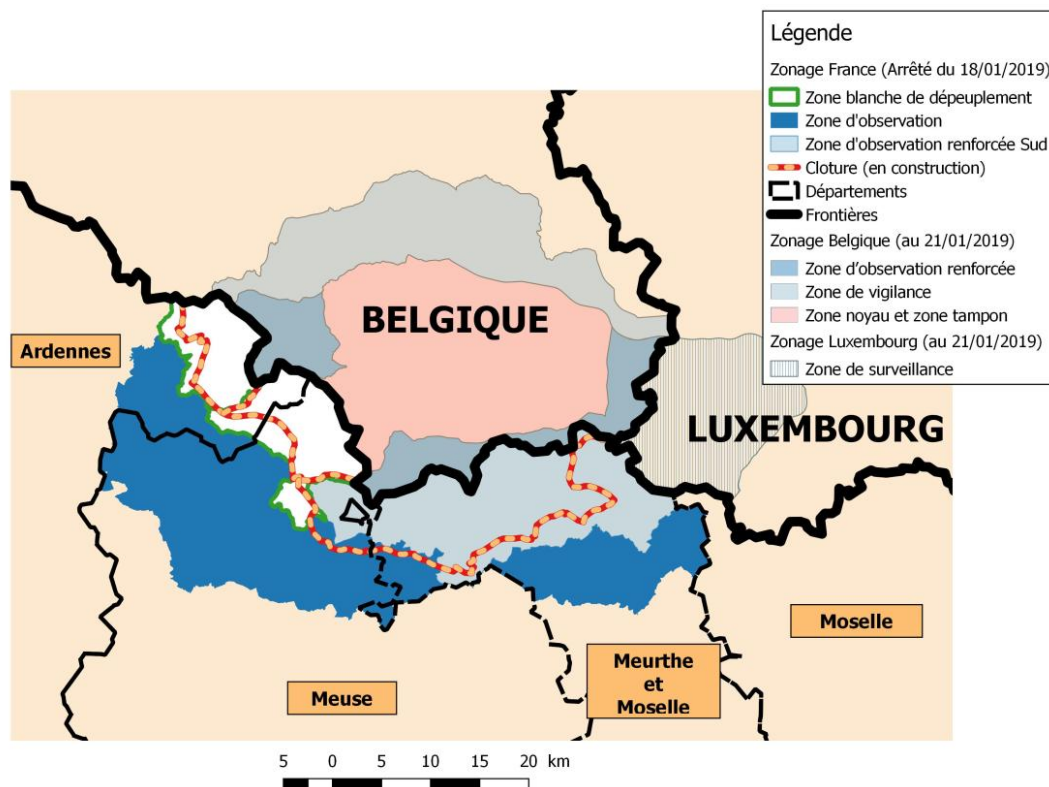 Légende
Zonage France (Arrêté du 18/01/2019)
Zone blanche de dépeuplement
Zone d'observation
Zone d'observation renforcée Sud
Cloture (en construction)
Départements
Frontières
Zonage Belgique (au 21/01/2019)
Zone d’observation renforcée
Zone de vigilance
Zone noyau et zone tampon
Zonage Luxembourg (au 21/01/2019)
Zone de surveillance
BELGIQUE
Ardennes
LUXEMBOURG
Moselle
Meurthe
et
Moselle
Meuse
5 0 5 10 15 20 km